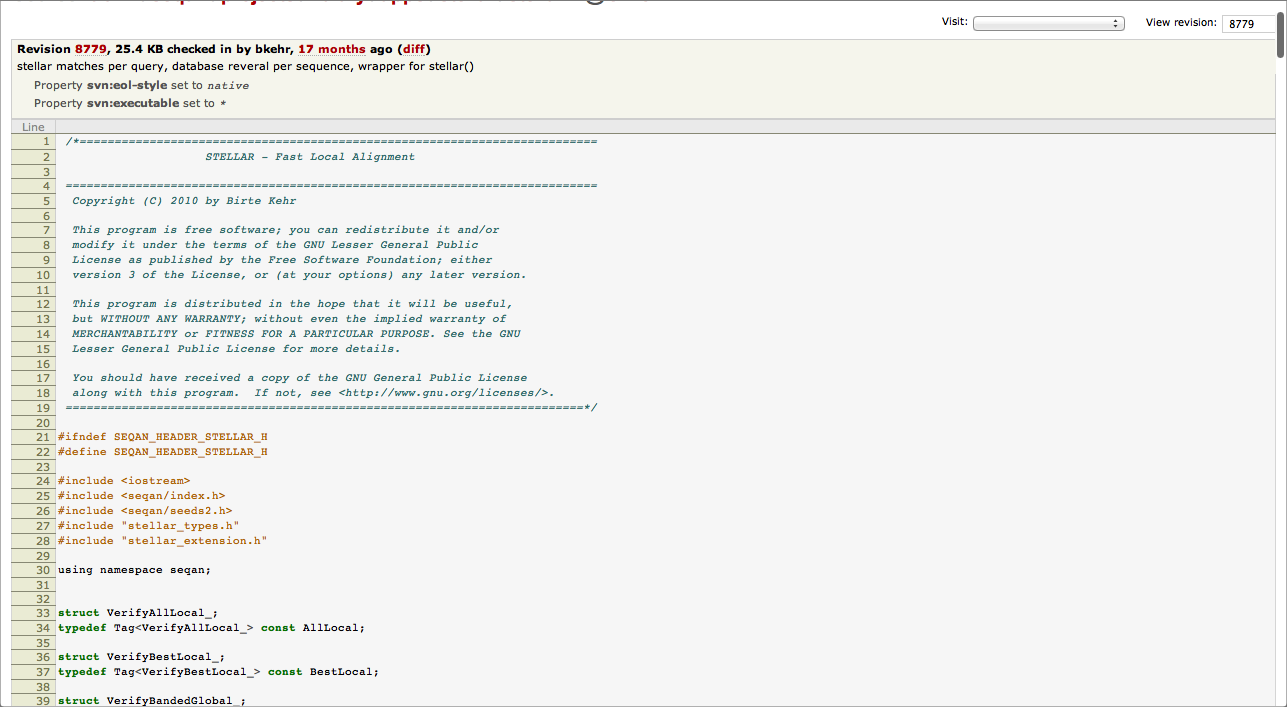 Visit:
View revision: 8779
Revision 8779, 25.4 KB checked in by bkehr, 17 months ago (diff)
stellar matches per query, database reveral per sequence, wrapper for stellar()
Property svn:eol-style set to native
Property svn:executable set to *
Line
1 /*==========================================================================
2 STELLAR - Fast Local Alignment
3
4 ============================================================================
5 Copyright (C) 2010 by Birte Kehr
6
7 This program is free software; you can redistribute it and/or
8 modify it under the terms of the GNU Lesser General Public
9 License as published by the Free Software Foundation; either
10 version 3 of the License, or (at your options) any later version.
11
12 This program is distributed in the hope that it will be useful,
13 but WITHOUT ANY WARRANTY; without even the implied warranty of
14 MERCHANTABILITY or FITNESS FOR A PARTICULAR PURPOSE. See the GNU
15 Lesser General Public License for more details.
16
17 You should have received a copy of the GNU General Public License
18 along with this program.  If not, see <http://www.gnu.org/licenses/>.
19 ==========================================================================*/
20
21 #ifndef SEQAN_HEADER_STELLAR_H
22 #define SEQAN_HEADER_STELLAR_H
23
24 #include <iostream>
25 #include <seqan/index.h>
26 #include <seqan/seeds2.h>
27 #include "stellar_types.h"
28 #include "stellar_extension.h"
29
30 using namespace seqan;
31
32
33 struct VerifyAllLocal_;
34 typedef Tag<VerifyAllLocal_> const AllLocal;
35
36 struct VerifyBestLocal_;
37 typedef Tag<VerifyBestLocal_> const BestLocal;
38
39 struct VerifyBandedGlobal_;